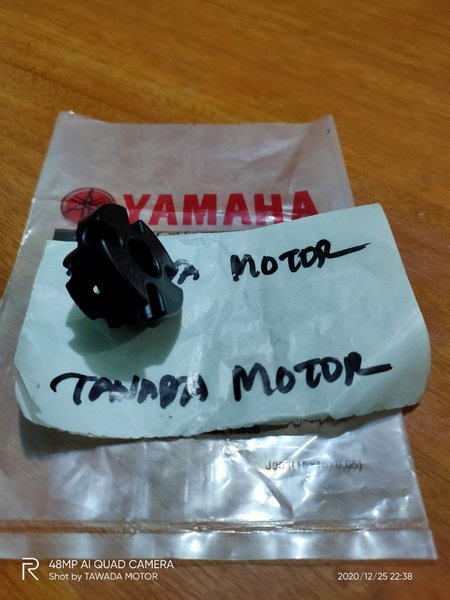 YAMAHA
MOTOR
TAWADA MOTOR
R
48MP AI QUAD CAMERA
Shot by TAWADA MOTOR
2020/12/25 22:38